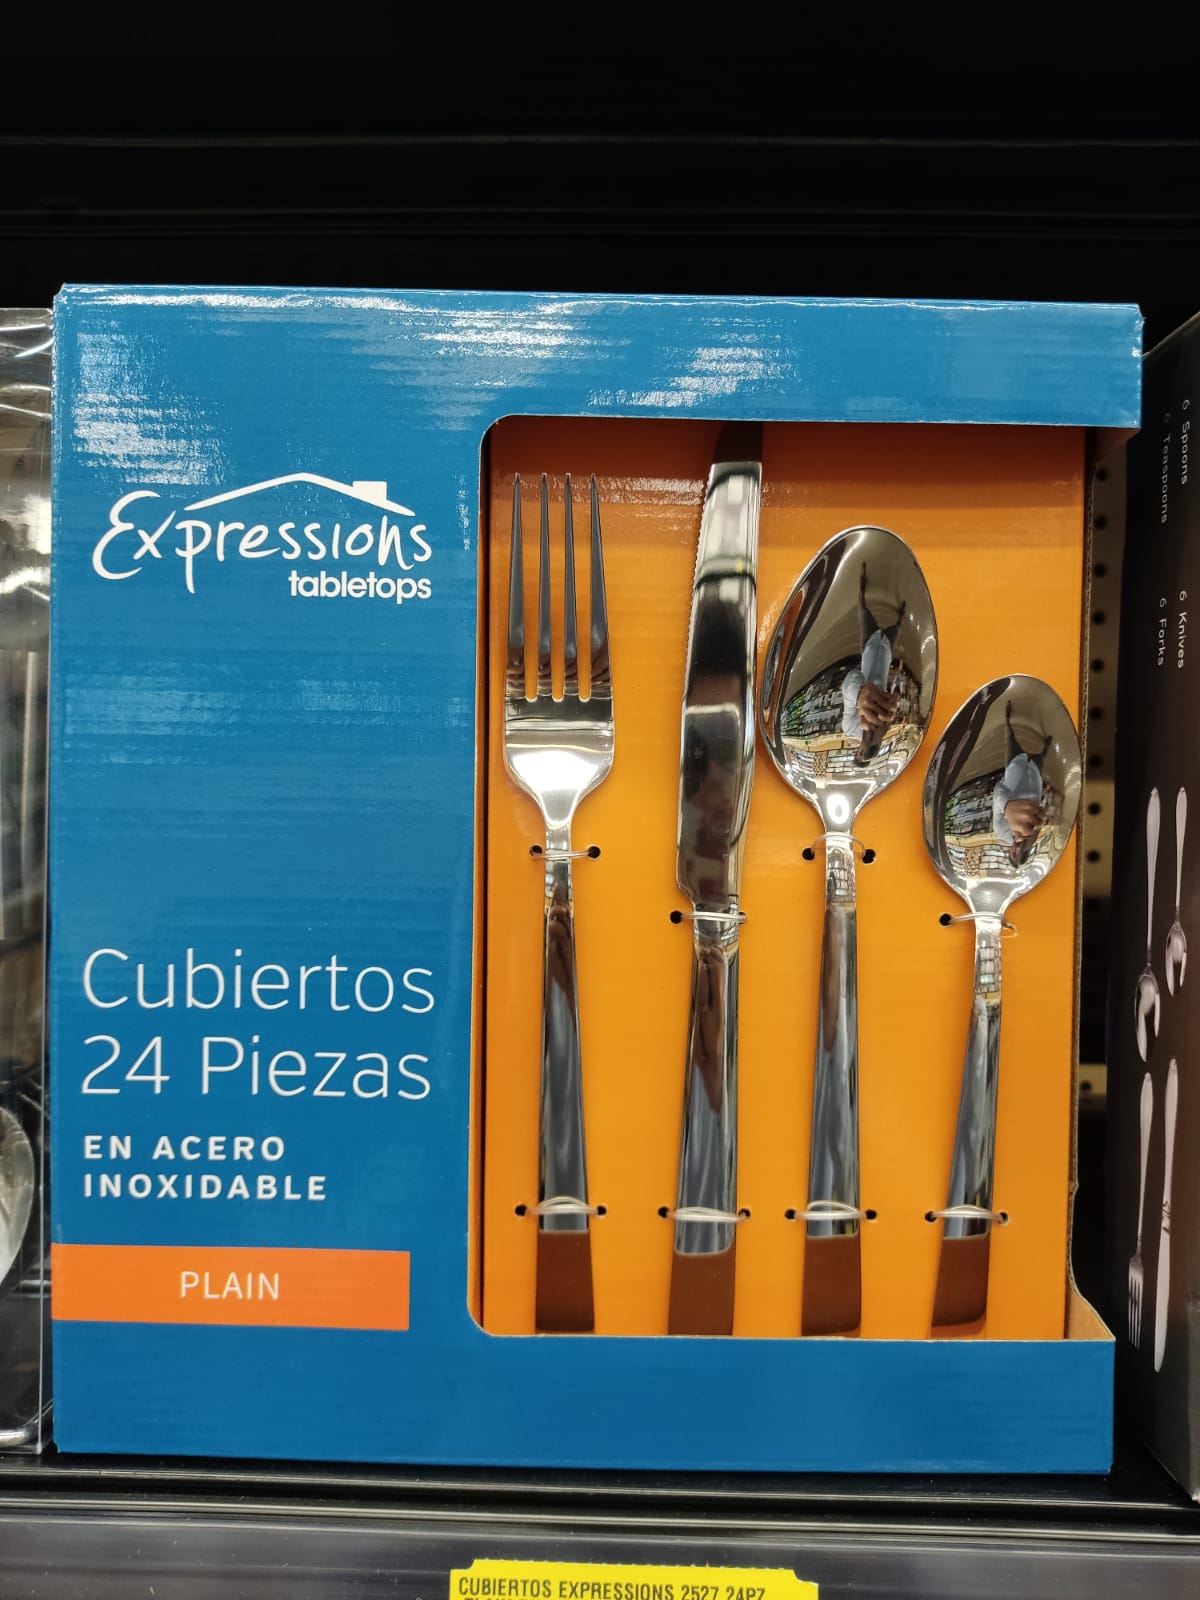 Expressions
tabletops
Cubiertos
24 Piezas
EN ACERO
INOXIDABLE
PLAIN
6 Spoons
6 Teaspoons
6 Knives
6 Forks
CUBIERTOS EXPRESSIONS 2527 24PZ